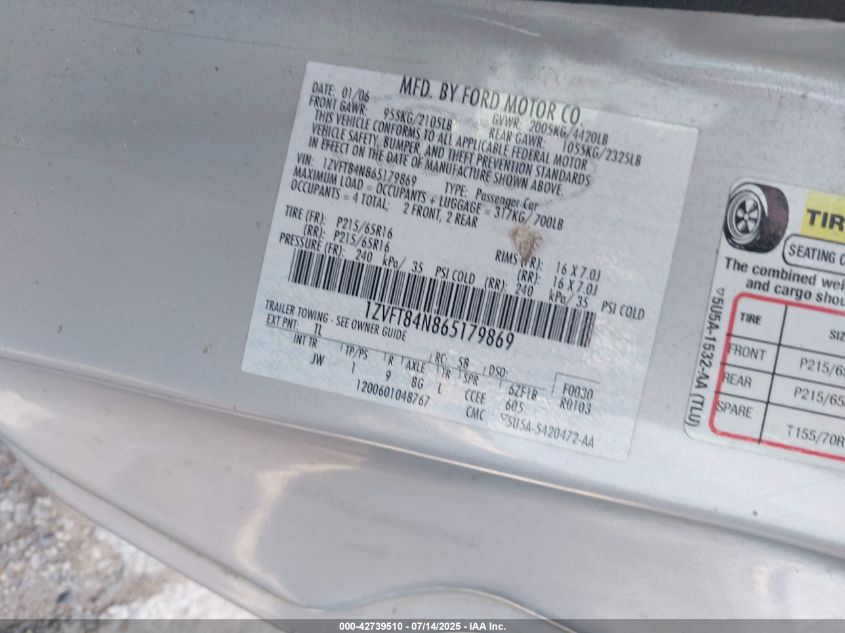 MFD. BY FORD MOTOR CO.
DATE: 01/06
GVWR: 2005KG/4420LB
FRONT GAWR: 955KG/2105LB
REAR GAWR: 1055KG/2325LB
THIS VEHICLE CONFORMS TO ALL APPLICABLE FEDERAL MOTOR
VEHICLE SAFETY, BUMPER, AND THEFT PREVENTION STANDARDS
IN EFFECT ON THE DATE OF MANUFACTURE SHOWN ABOVE
VIN: 1ZVFT84N865179869
TYPE: Passenger Car
MAXIMUM LOAD = OCCUPANTS + LUGGAGE = 317KG/700LB
OCCUPANTS = 4 TOTAL: 2 FRONT, 2 REAR
TIRE (FR): P215/65R16 RIMS (FR): 16 X 7.0J
(RR): P215/65R16 (RR): 16 X 7.0J
PRESSURE (FR): 240 kPa/ 35 PSI COLD (RR): 240 kPa/35 PSI COLD
1ZVFT84N865179869
TRAILER TOWING - SEE OWNER GUIDE
EXT PNT: TL RC: 58 DSO: F0030
INT TR TP/PS R AXLE TR SPR 6ZFTB R0103
JW 1 9 8G L CCEE 605
1200601048767 CMC ▽5U5A-5420472-AA
TIR
SEATING C
The combined wei
and cargo shou
TIRE SIZ
FRONT P215/65
REAR P215/65
SPARE T155/70R
▽5U5A-1532-AA (TLU)
000-42739510 - 07/14/2025 - IAA Inc.